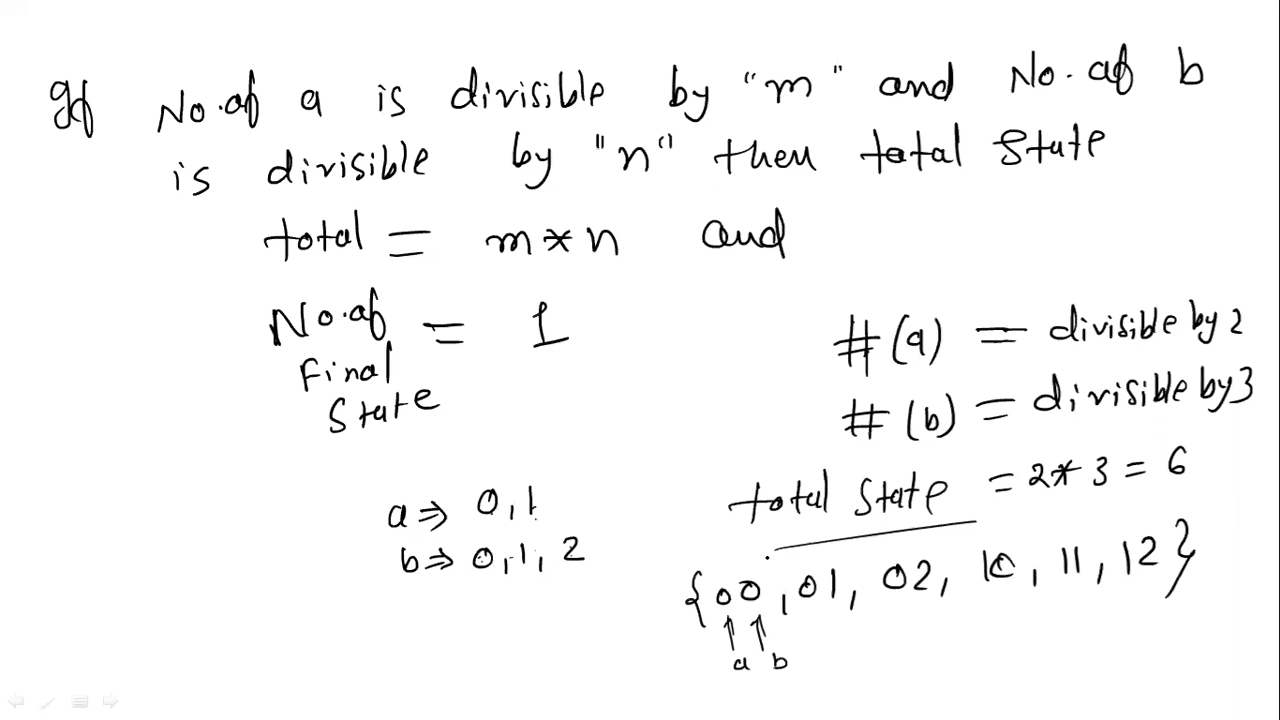 If No. of a is divisible by "m" and No. of b
is divisible by "n" then total State
total = m * n and
No. of = 1
Final
State
#(a) = divisible by 2
#(b) = divisible by 3
total State = 2 * 3 = 6
a ⇒ 0, 1
b ⇒ 0, 1, 2
{00, 01, 02, 10, 11, 12}
↑ ↑
a b